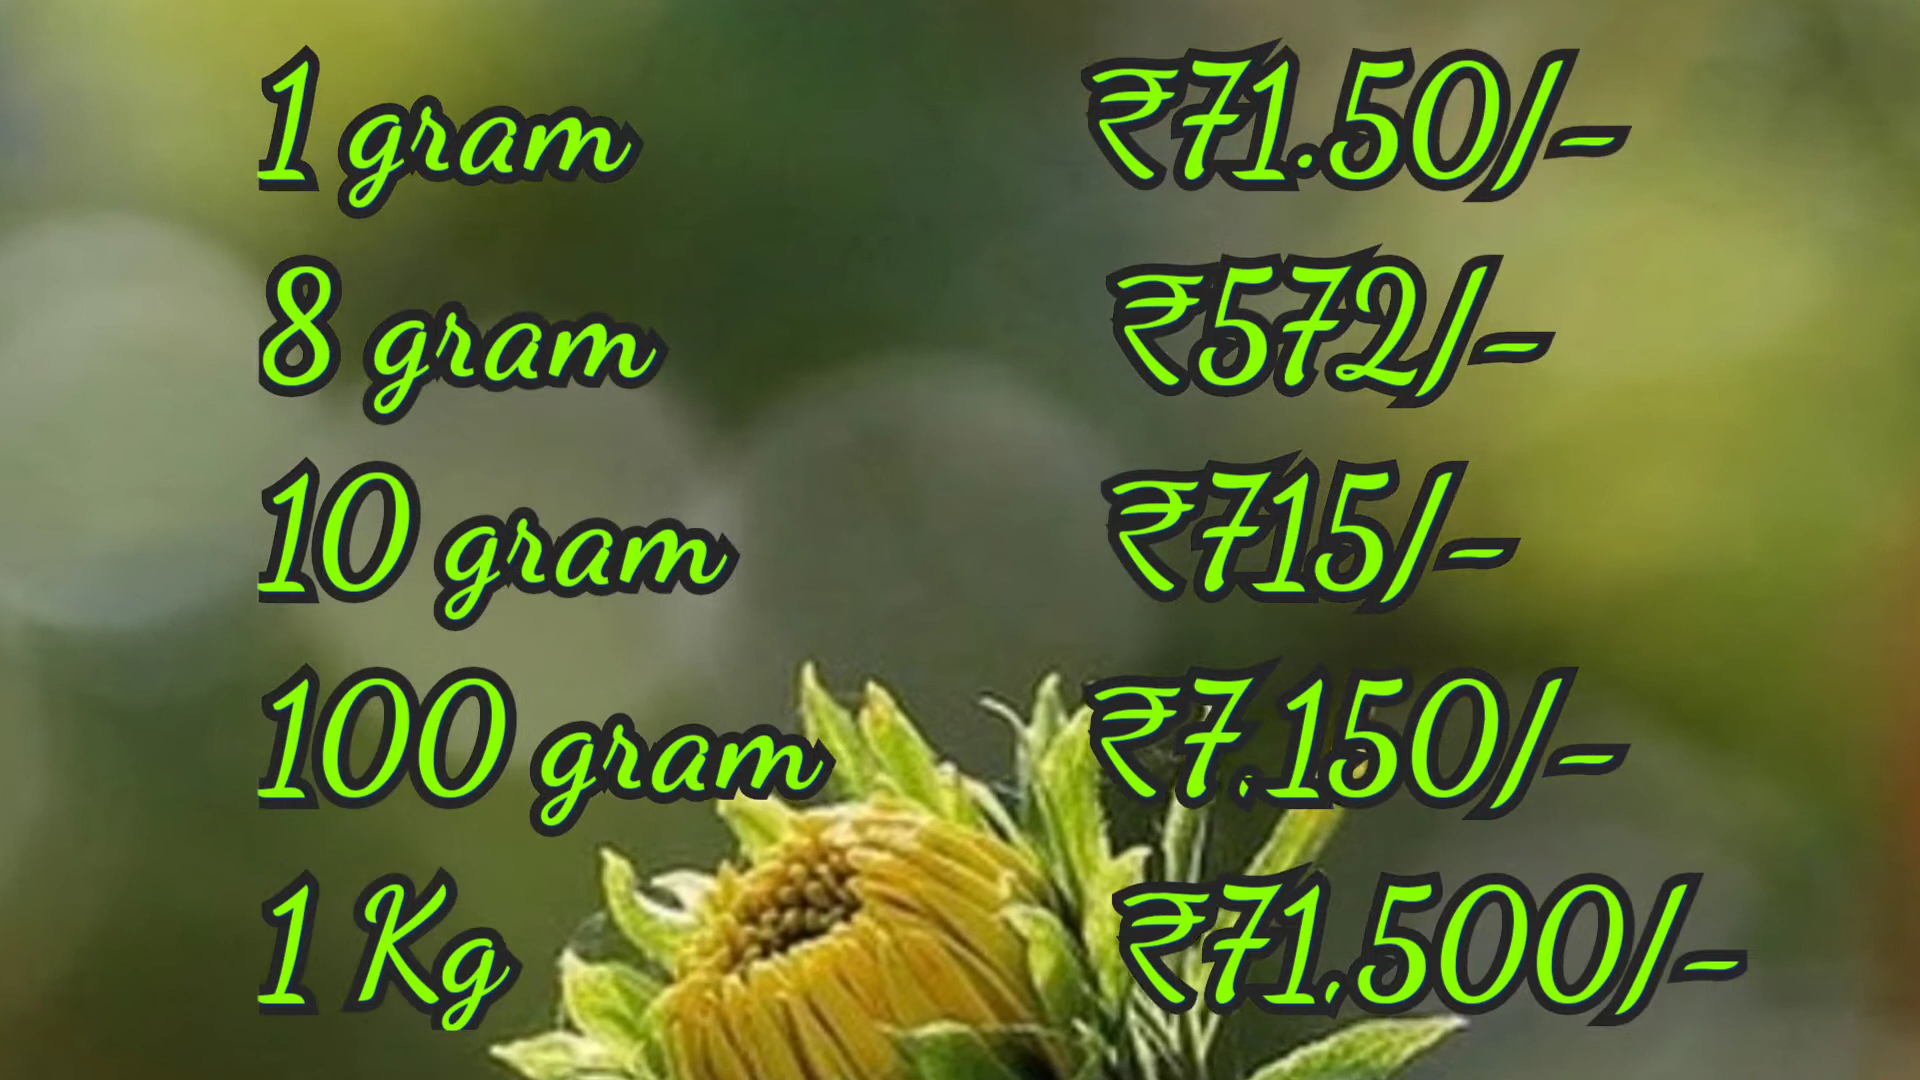 1 gram ₹71.50/-
8 gram ₹572/-
10 gram ₹715/-
100 gram ₹7,150/-
1 Kg ₹71,500/-